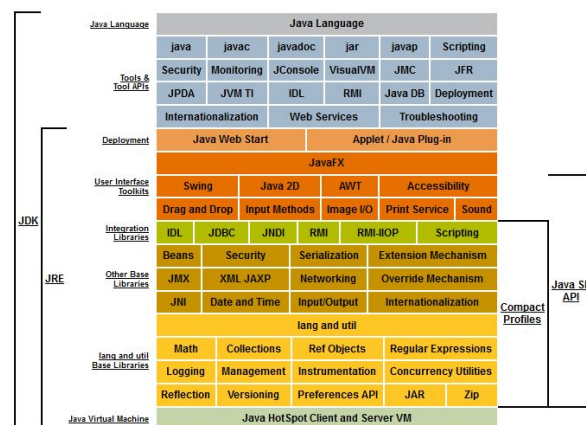 Java Language Java Language
java javac javadoc jar javap Scripting
Security Monitoring JConsole VisualVM JMC JFR
Tools &
Tool APIs
JPDA JVM TI IDL RMI Java DB Deployment
Internationalization Web Services Troubleshooting
Deployment Java Web Start Applet / Java Plug-in
JavaFX
User Interface
Toolkits
Swing Java 2D AWT Accessibility
Drag and Drop Input Methods Image I/O Print Service Sound
Integration
Libraries
IDL JDBC JNDI RMI RMI-IIOP Scripting
JDK
Beans Security Serialization Extension Mechanism
Other Base
Libraries
JRE
JMX XML JAXP Networking Override Mechanism
JNI Date and Time Input/Output Internationalization
Java S
API
Compact
Profiles
lang and util
lang and util
Base Libraries
Math Collections Ref Objects Regular Expressions
Logging Management Instrumentation Concurrency Utilities
Reflection Versioning Preferences API JAR Zip
Java Virtual Machine Java HotSpot Client and Server VM